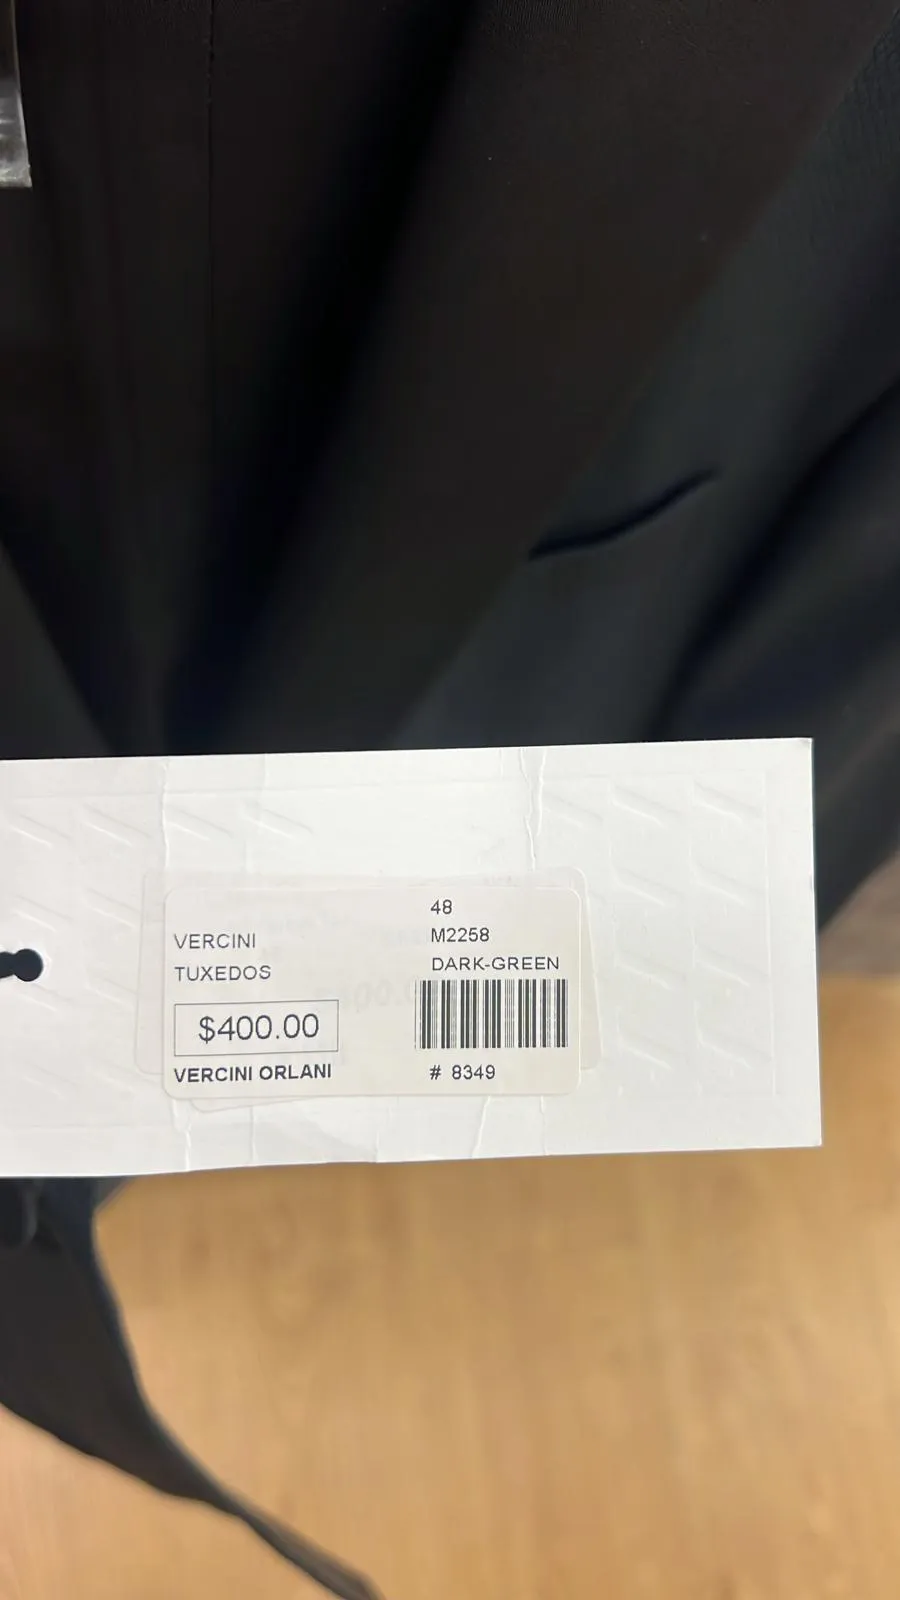 48
VERCINI
M2258
TUXEDOS
DARK-GREEN
$400.00
VERCINI ORLANI
# 8349